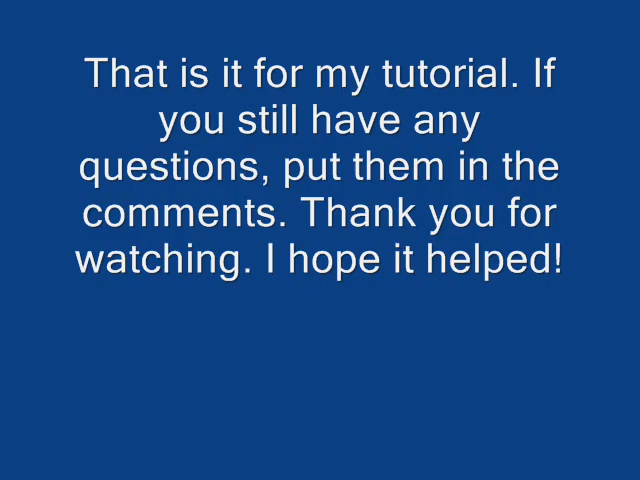 That is it for my tutorial. If
you still have any
questions, put them in the
comments. Thank you for
watching. I hope it helped!